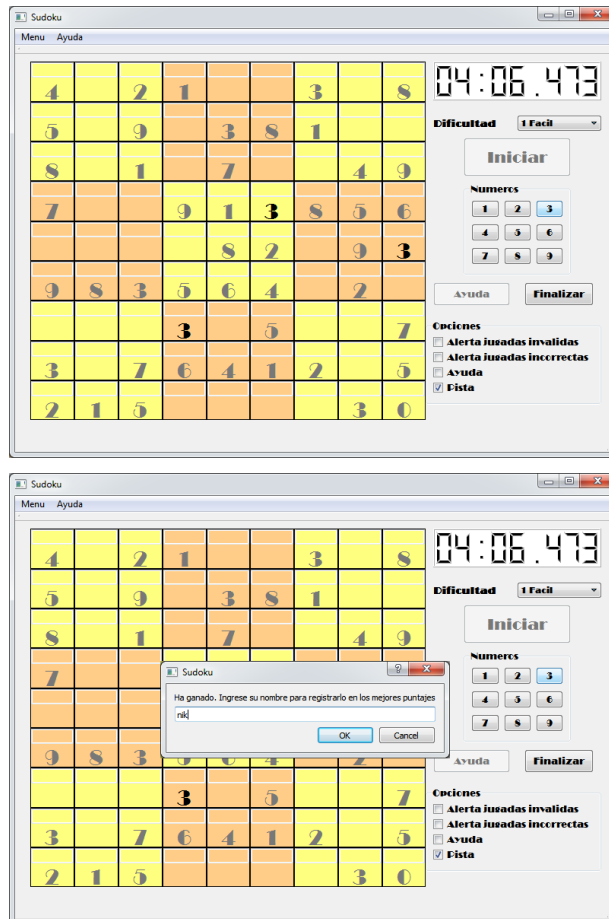 Sudoku
Menu Ayuda
4 2 1 3 8
5 9 3 8 1
8 1 7 4 9
7 9 1 3 8 5 6
8 2 9 3
9 8 3 5 6 4 2
3 5 7
3 7 6 4 1 2 5
2 1 5 3 0
04:06.473
Dificultad 1 Facil
Iniciar
Numeros
1 2 3
4 5 6
7 8 9
Ayuda Finalizar
Opciones
Alerta jugadas invalidas
Alerta jugadas incorrectas
Ayuda
Pista
Sudoku
Menu Ayuda
4 2 1 3 8
5 9 3 8 1
8 1 7 4 9
7
Sudoku
Ha ganado. Ingrese su nombre para registrarlo en los mejores puntajes
nik
OK Cancel
9 8 3 5 6 4 2
3 5 7
3 7 6 4 1 2 5
2 1 5 3 0
04:06.473
Dificultad 1 Facil
Iniciar
Numeros
1 2 3
4 5 6
7 8 9
Ayuda Finalizar
Opciones
Alerta jugadas invalidas
Alerta jugadas incorrectas
Ayuda
Pista